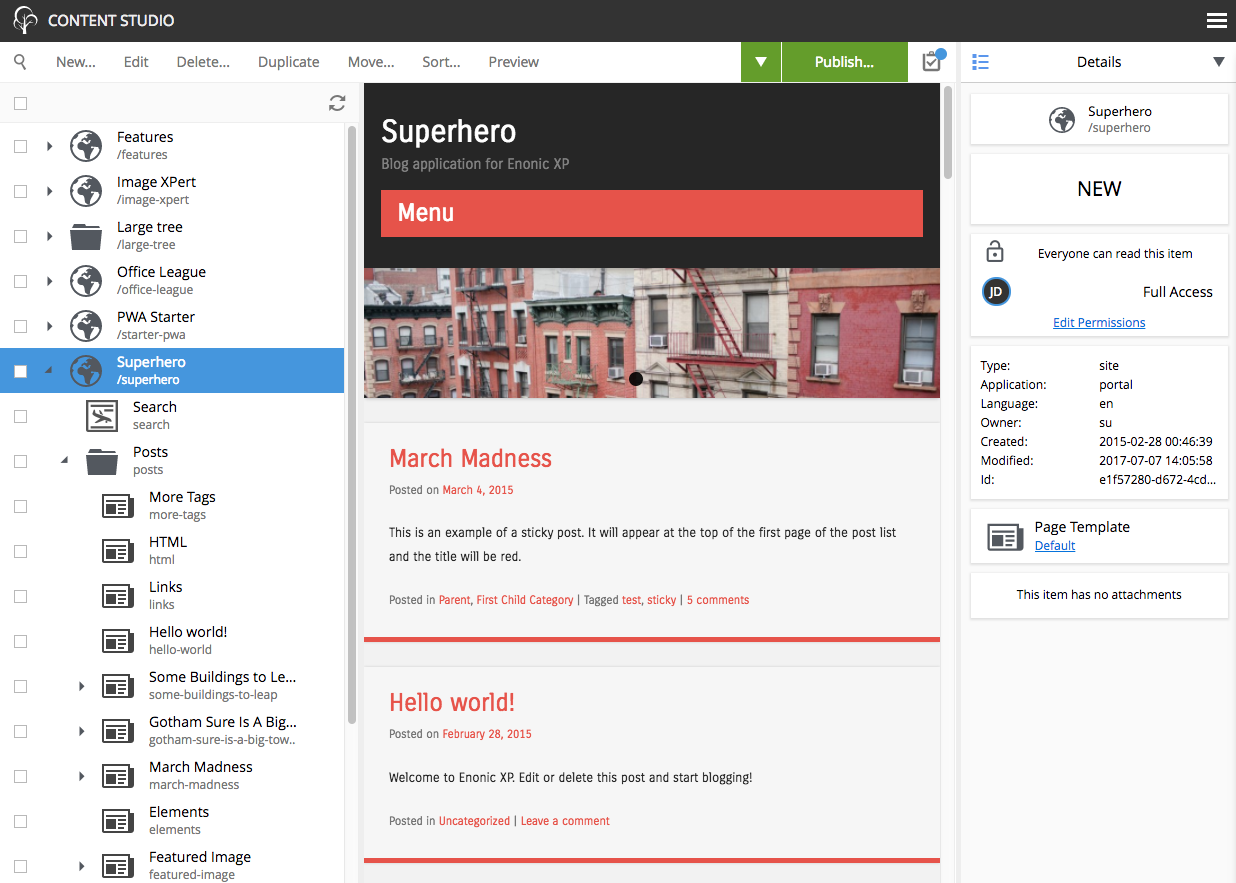 CONTENT STUDIO
New...
Edit
Delete...
Duplicate
Move...
Sort...
Preview
Publish...
Details
Features
/features
Image XPert
/image-xpert
Large tree
/large-tree
Office League
/office-league
PWA Starter
/starter-pwa
Superhero
/superhero
Search
search
Posts
posts
More Tags
more-tags
HTML
html
Links
links
Hello world!
hello-world
Some Buildings to Le...
some-buildings-to-leap
Gotham Sure Is A Big...
gotham-sure-is-a-big-tow..
March Madness
march-madness
Elements
elements
Featured Image
featured-image
Superhero
Blog application for Enonic XP
Menu
March Madness
Posted on March 4, 2015
This is an example of a sticky post. It will appear at the top of the first page of the post list
and the title will be red.
Posted in Parent, First Child Category | Tagged test, sticky | 5 comments
Hello world!
Posted on February 28, 2015
Welcome to Enonic XP. Edit or delete this post and start blogging!
Posted in Uncategorized | Leave a comment
Superhero
/superhero
NEW
Everyone can read this item
JD
Full Access
Edit Permissions
Type: site
Application: portal
Language: en
Owner: su
Created: 2015-02-28 00:46:39
Modified: 2017-07-07 14:05:58
Id: e1f57280-d672-4cd...
Page Template
Default
This item has no attachments